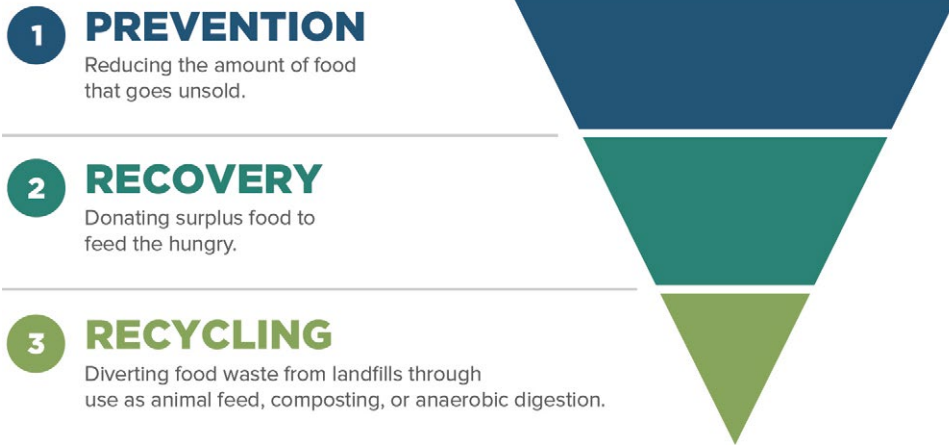 1
PREVENTION
Reducing the amount of food
that goes unsold.
2
RECOVERY
Donating surplus food to
feed the hungry.
3
RECYCLING
Diverting food waste from landfills through
use as animal feed, composting, or anaerobic digestion.